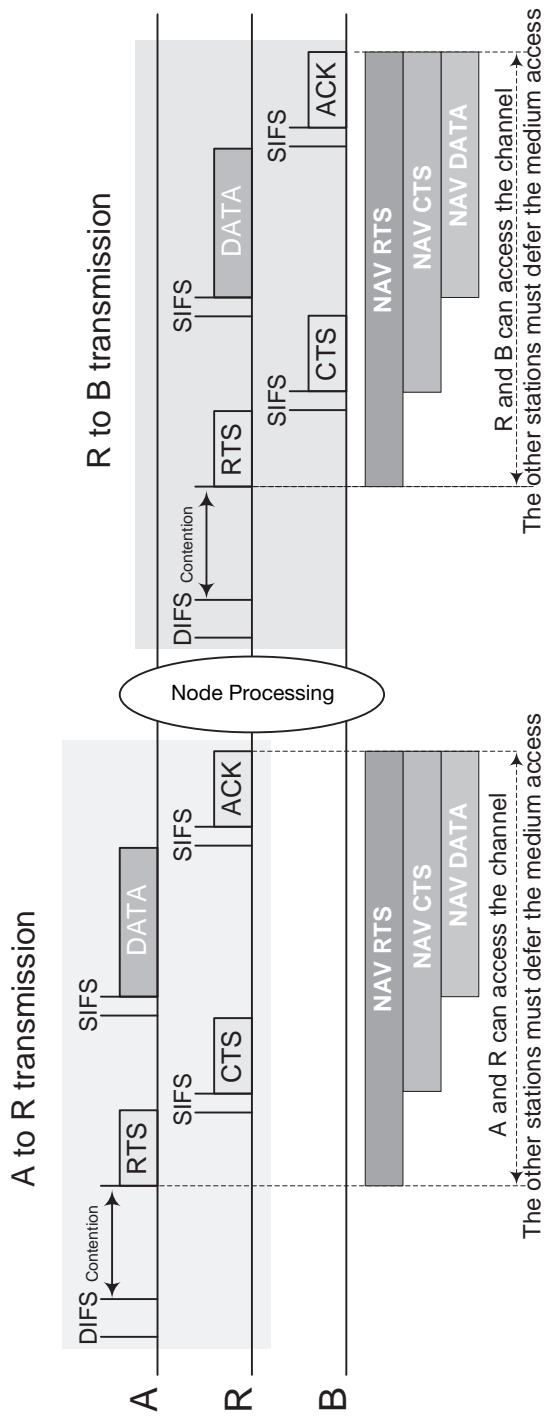 A to R transmission
R to B transmission
A
DIFS
Contention
RTS
SIFS
DATA
DIFS
Contention
RTS
SIFS
DATA
R
SIFS
CTS
SIFS
ACK
Node Processing
SIFS
CTS
SIFS
ACK
B
NAV RTS
NAV CTS
NAV DATA
A and R can access the channel
The other stations must defer the medium access
NAV RTS
NAV CTS
NAV DATA
R and B can access the channel
The other stations must defer the medium access